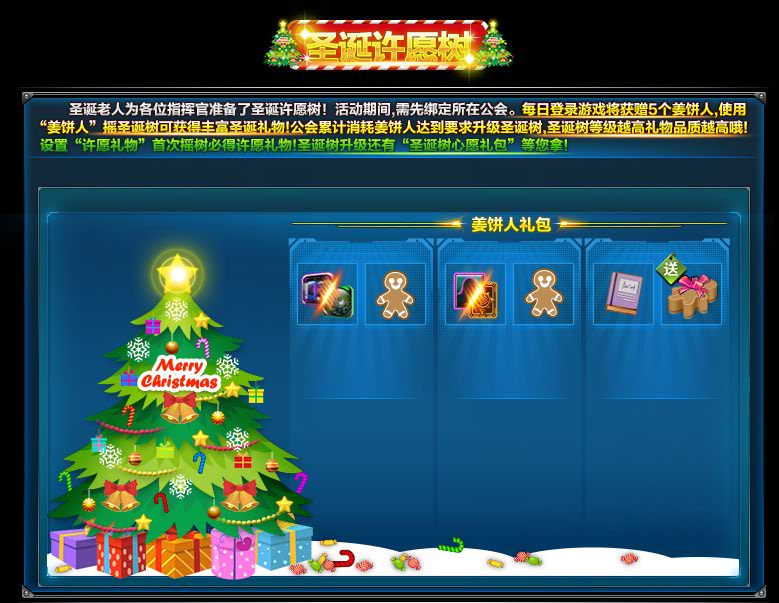 圣诞许愿树
圣诞老人为各位指挥官准备了圣诞许愿树！活动期间,需先绑定所在公会。每日登录游戏将获赠5个姜饼人,使用
“姜饼人”摇圣诞树可获得丰富圣诞礼物!公会累计消耗姜饼人达到要求升级圣诞树,圣诞树等级越高礼物品质越高哦!
设置“许愿礼物”首次摇树必得许愿礼物!圣诞树升级还有“圣诞树心愿礼包”等您拿!
姜饼人礼包
送
Merry
Christmas